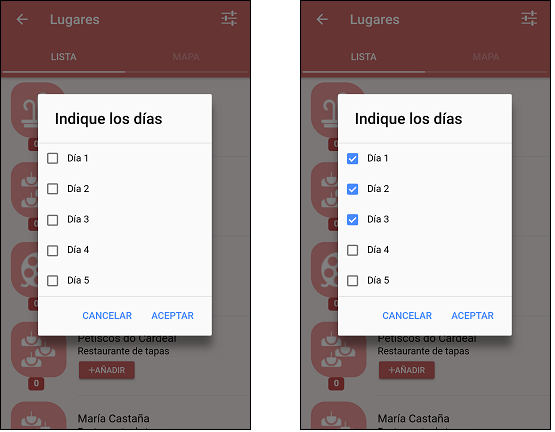 Lugares
LISTA MAPA
Indique los días
0
Día 1
Día 2
0
Día 3
Día 4
0
Día 5
CANCELAR ACEPTAR
Petiscos do Cardeal
Restaurante de tapas
+AÑADIR
0
María Castaña
Lugares
LISTA MAPA
Indique los días
0
Día 1
Día 2
0
Día 3
Día 4
0
Día 5
CANCELAR ACEPTAR
Petiscos do Cardeal
Restaurante de tapas
+AÑADIR
0
María Castaña